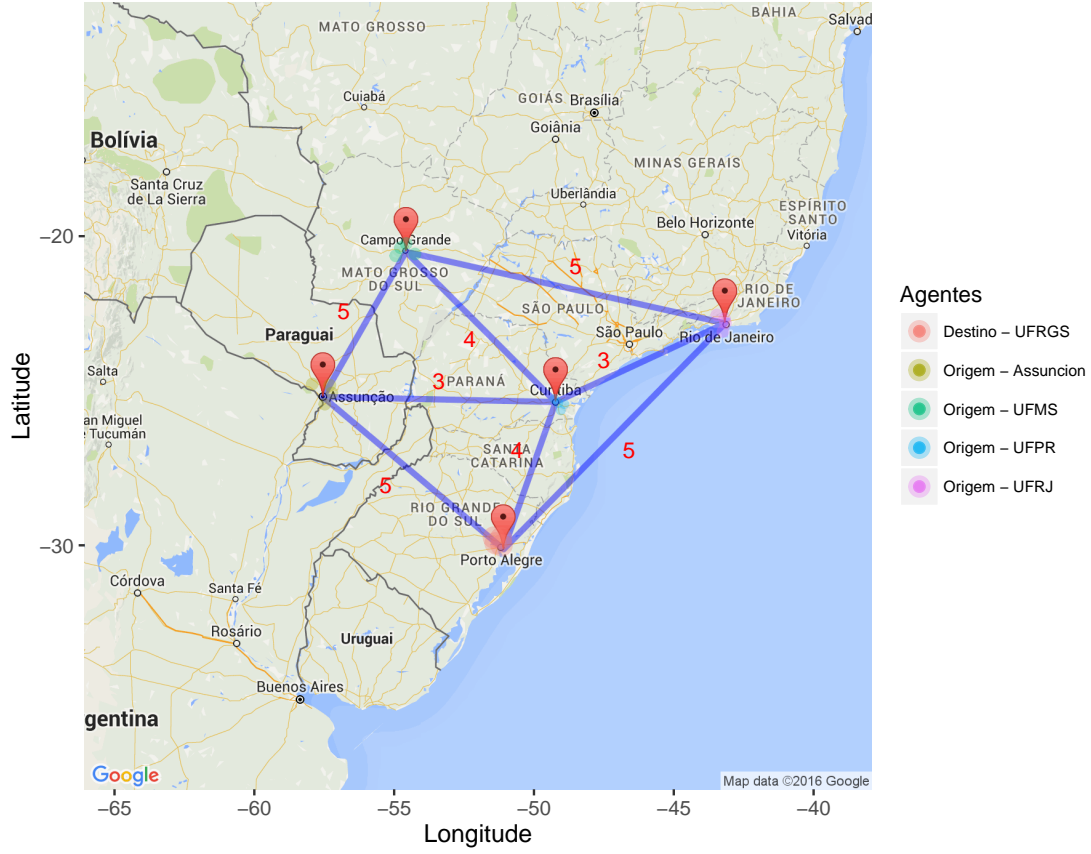 BAHIA
MATO GROSSO
Salvad
Cuiabá
GOIÁS
Brasília
Goiânia
Bolívia
MINAS GERAIS
Santa Cruz
de La Sierra
Uberlândia
ESPÍRITO
SANTO
Belo Horizonte
Vitória
−20
Campo Grande
5
MATO GROSSO
DO SUL
RIO DE
JANEIRO
5
SÃO PAULO
Paraguai
4
São Paulo
Rio de Janeiro
3
Salta
3
PARANÁ
Curitiba
Assunção
an Miguel
e Tucumán
4
SANTA
CATARINA
5
5
RIO GRANDE
DO SUL
−30
Porto Alegre
Córdova
Santa Fé
Rosário
Uruguai
Buenos Aires
gentina
Google
Map data ©2016 Google
−65
−60
−55
−50
−45
−40
Longitude
Latitude
Agentes
Destino − UFRGS
Origem − Assuncion
Origem − UFMS
Origem − UFPR
Origem − UFRJ